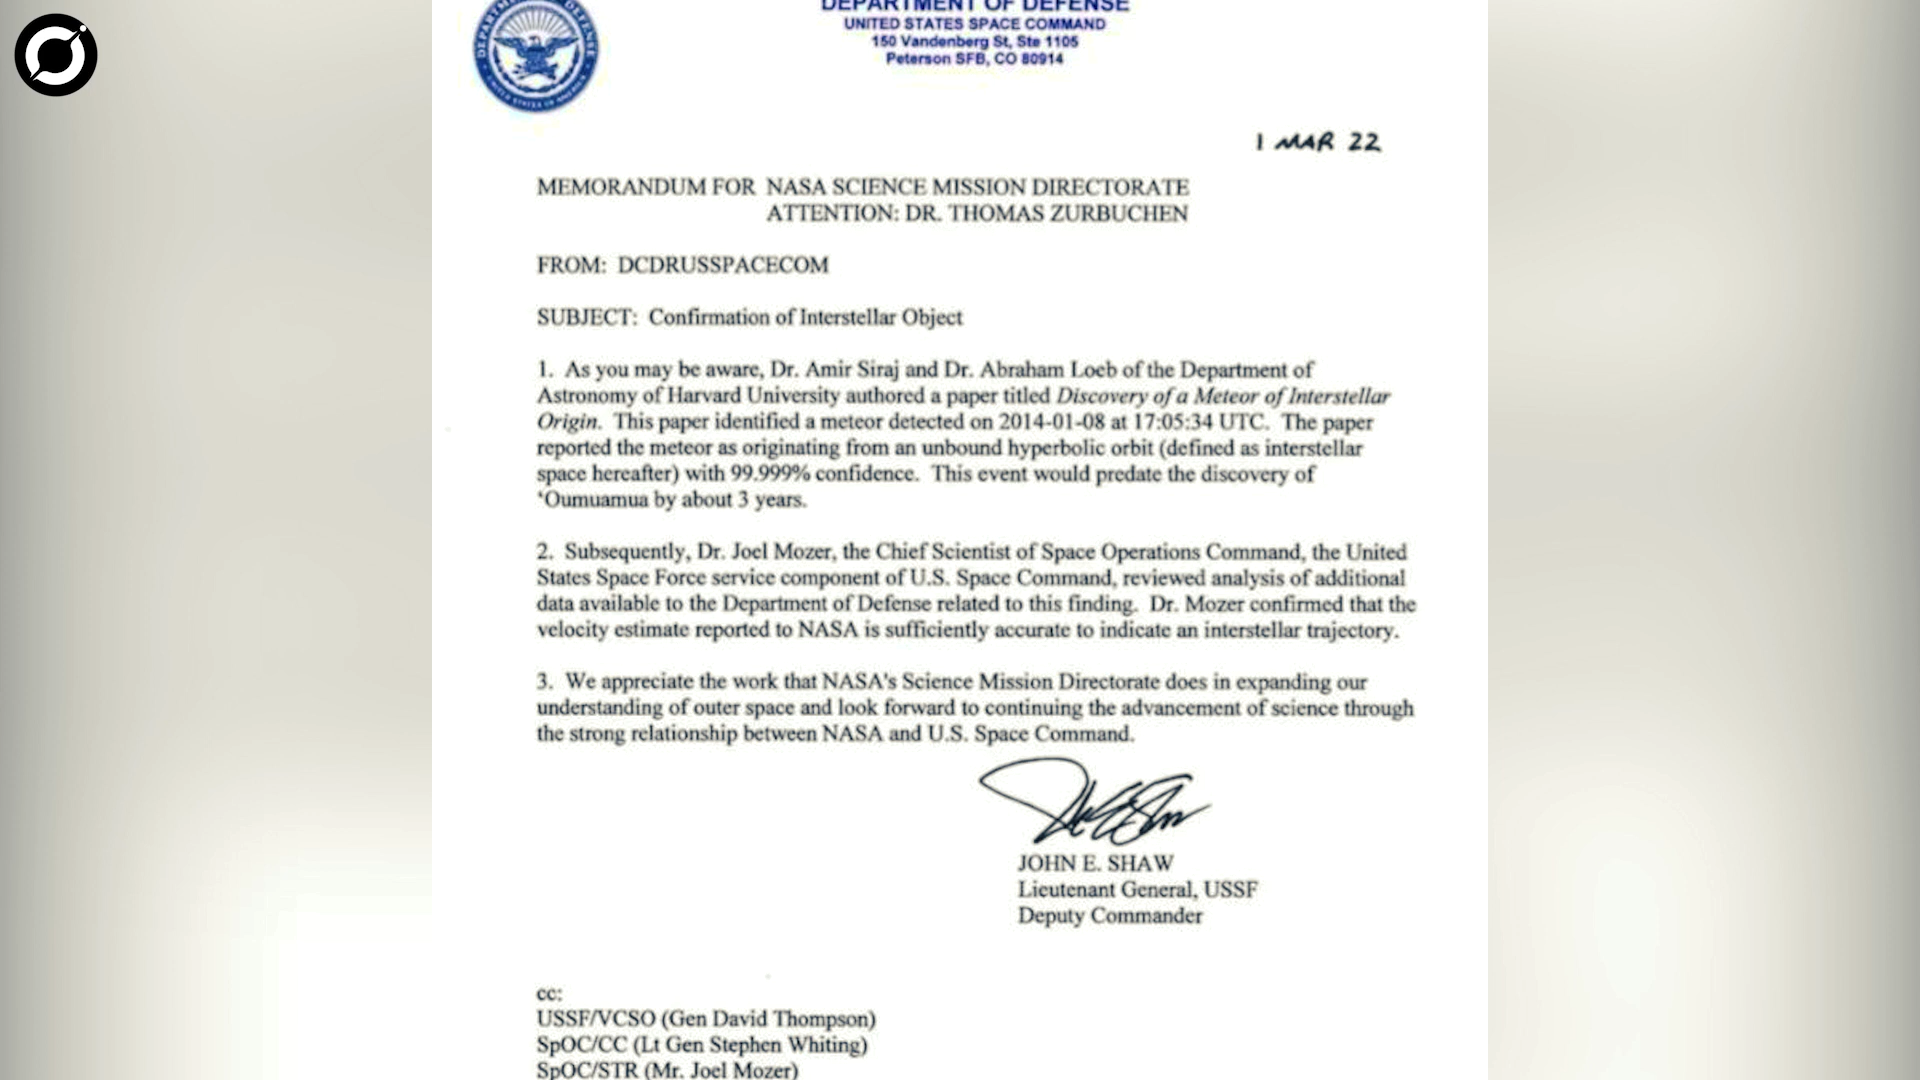 DEPARTMENT OF DEFENSE
UNITED STATES SPACE COMMAND
150 Vandenberg St, Ste 1105
Peterson SFB, CO 80914
1 MAR 22
MEMORANDUM FOR NASA SCIENCE MISSION DIRECTORATE
ATTENTION: DR. THOMAS ZURBUCHEN
FROM: DCDRUSSPACECOM
SUBJECT: Confirmation of Interstellar Object
1. As you may be aware, Dr. Amir Siraj and Dr. Abraham Loeb of the Department of
Astronomy of Harvard University authored a paper titled Discovery of a Meteor of Interstellar
Origin. This paper identified a meteor detected on 2014-01-08 at 17:05:34 UTC. The paper
reported the meteor as originating from an unbound hyperbolic orbit (defined as interstellar
space hereafter) with 99.999% confidence. This event would predate the discovery of
‘Oumuamua by about 3 years.
2. Subsequently, Dr. Joel Mozer, the Chief Scientist of Space Operations Command, the United
States Space Force service component of U.S. Space Command, reviewed analysis of additional
data available to the Department of Defense related to this finding. Dr. Mozer confirmed that the
velocity estimate reported to NASA is sufficiently accurate to indicate an interstellar trajectory.
3. We appreciate the work that NASA's Science Mission Directorate does in expanding our
understanding of outer space and look forward to continuing the advancement of science through
the strong relationship between NASA and U.S. Space Command.
JOHN E. SHAW
Lieutenant General, USSF
Deputy Commander
cc:
USSF/VCSO (Gen David Thompson)
SpOC/CC (Lt Gen Stephen Whiting)
SpOC/STR (Mr. Joel Mozer)